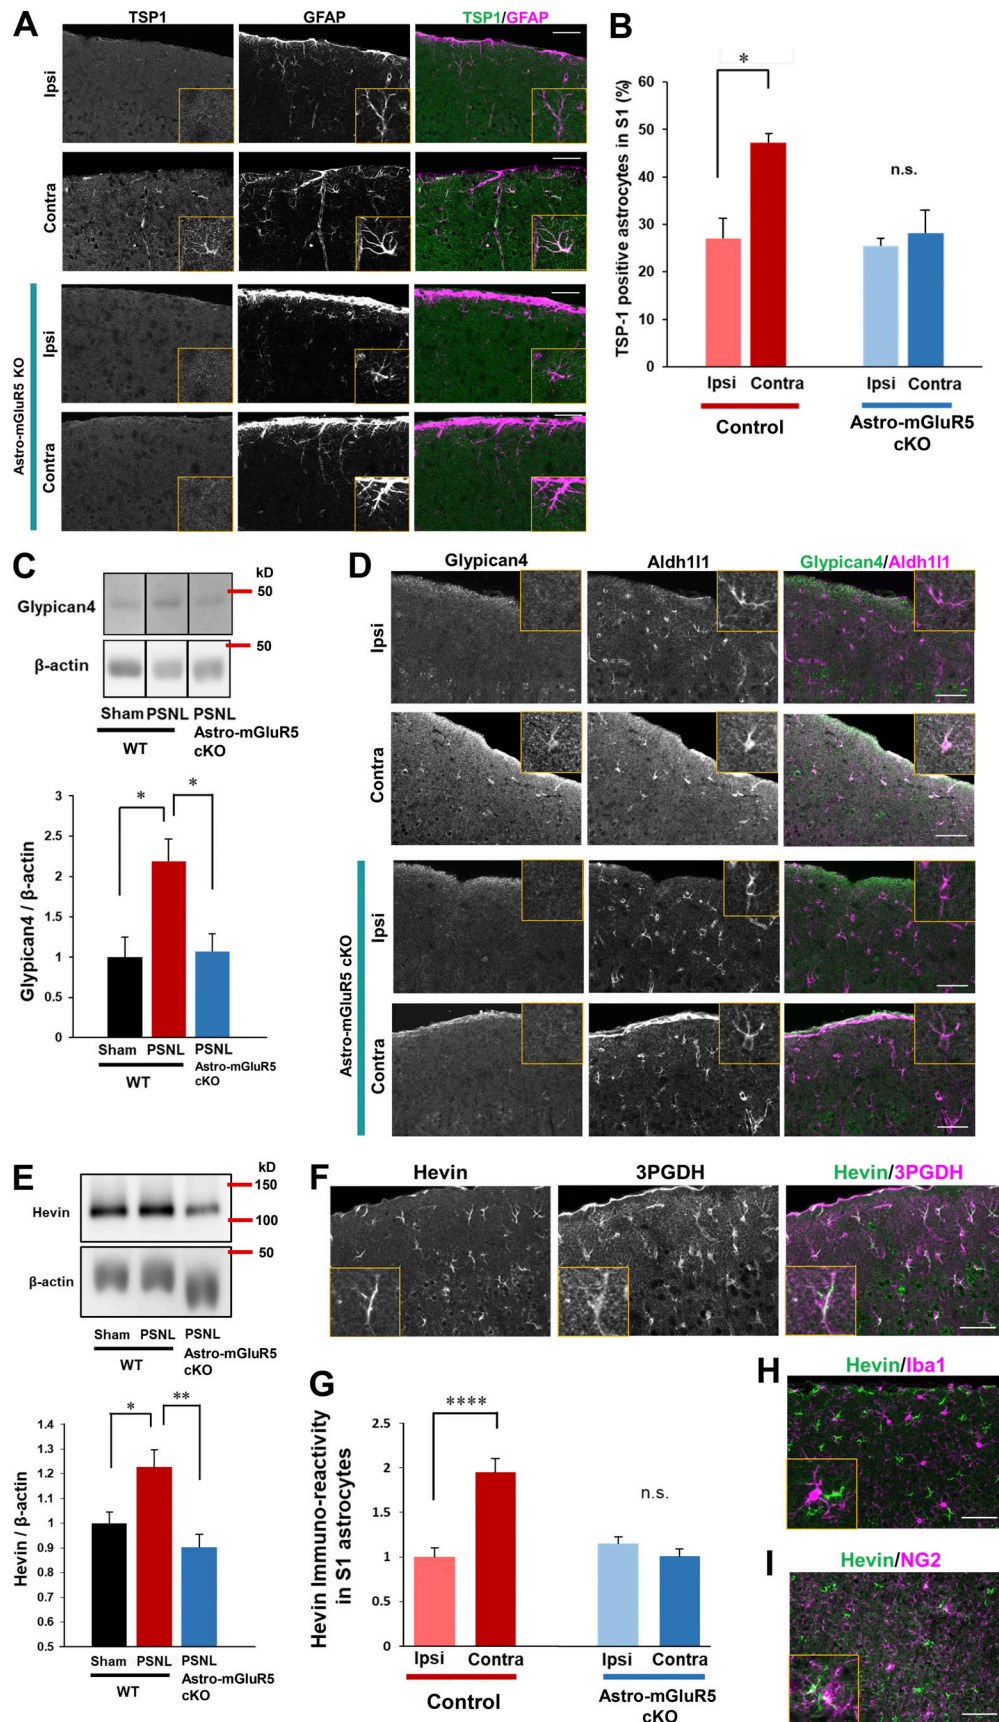 A
TSP1 GFAP TSP1/GFAP
Ipsi
Contra
Astro-mGluR5 KO
Ipsi
Contra
B
*
n.s.
TSP-1 positive astrocytes in S1 (%)
60
50
40
30
20
10
0
Ipsi Contra Ipsi Contra
Control Astro-mGluR5
cKO
C
kD
Glypican4 50
β-actin 50
Sham PSNL PSNL
WT Astro-mGluR5
cKO
* *
Glypican4 / β-actin
3
2.5
2
1.5
1
0.5
0
Sham PSNL PSNL
WT Astro-mGluR5
cKO
D
Glypican4 Aldh1l1 Glypican4/Aldh1l1
Ipsi
Contra
Astro-mGluR5 cKO
Ipsi
Contra
E
kD
150
Hevin
100
50
β-actin
Sham PSNL PSNL
WT Astro-mGluR5
cKO
* **
Hevin / β-actin
1.4
1.3
1.2
1.1
1
0.9
0.8
0.7
0.6
0.5
Sham PSNL PSNL
WT Astro-mGluR5
cKO
F
Hevin 3PGDH Hevin/3PGDH
G
****
n.s.
Hevin Immuno-reactivity
in S1 astrocytes
2.5
2
1.5
1
0.5
0
Ipsi Contra Ipsi Contra
Control Astro-mGluR5
cKO
H
Hevin/Iba1
I
Hevin/NG2